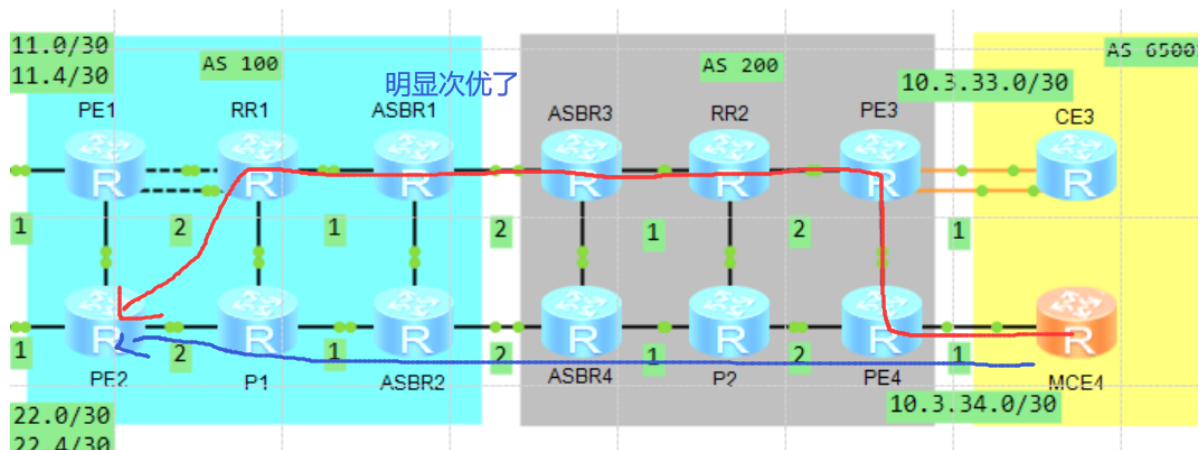 11.0/30
11.4/30
AS 100
明显次优了
AS 200
AS 6500
10.3.33.0/30
PE1
RR1
ASBR1
ASBR3
RR2
PE3
CE3
R R R R R R R
1 2 1 2 1 2 1
R R R R R R R
1 2 1 2 1 2 1
PE2
P1
ASBR2
ASBR4
P2
PE4
MCE4
22.0/30
22.4/30
10.3.34.0/30